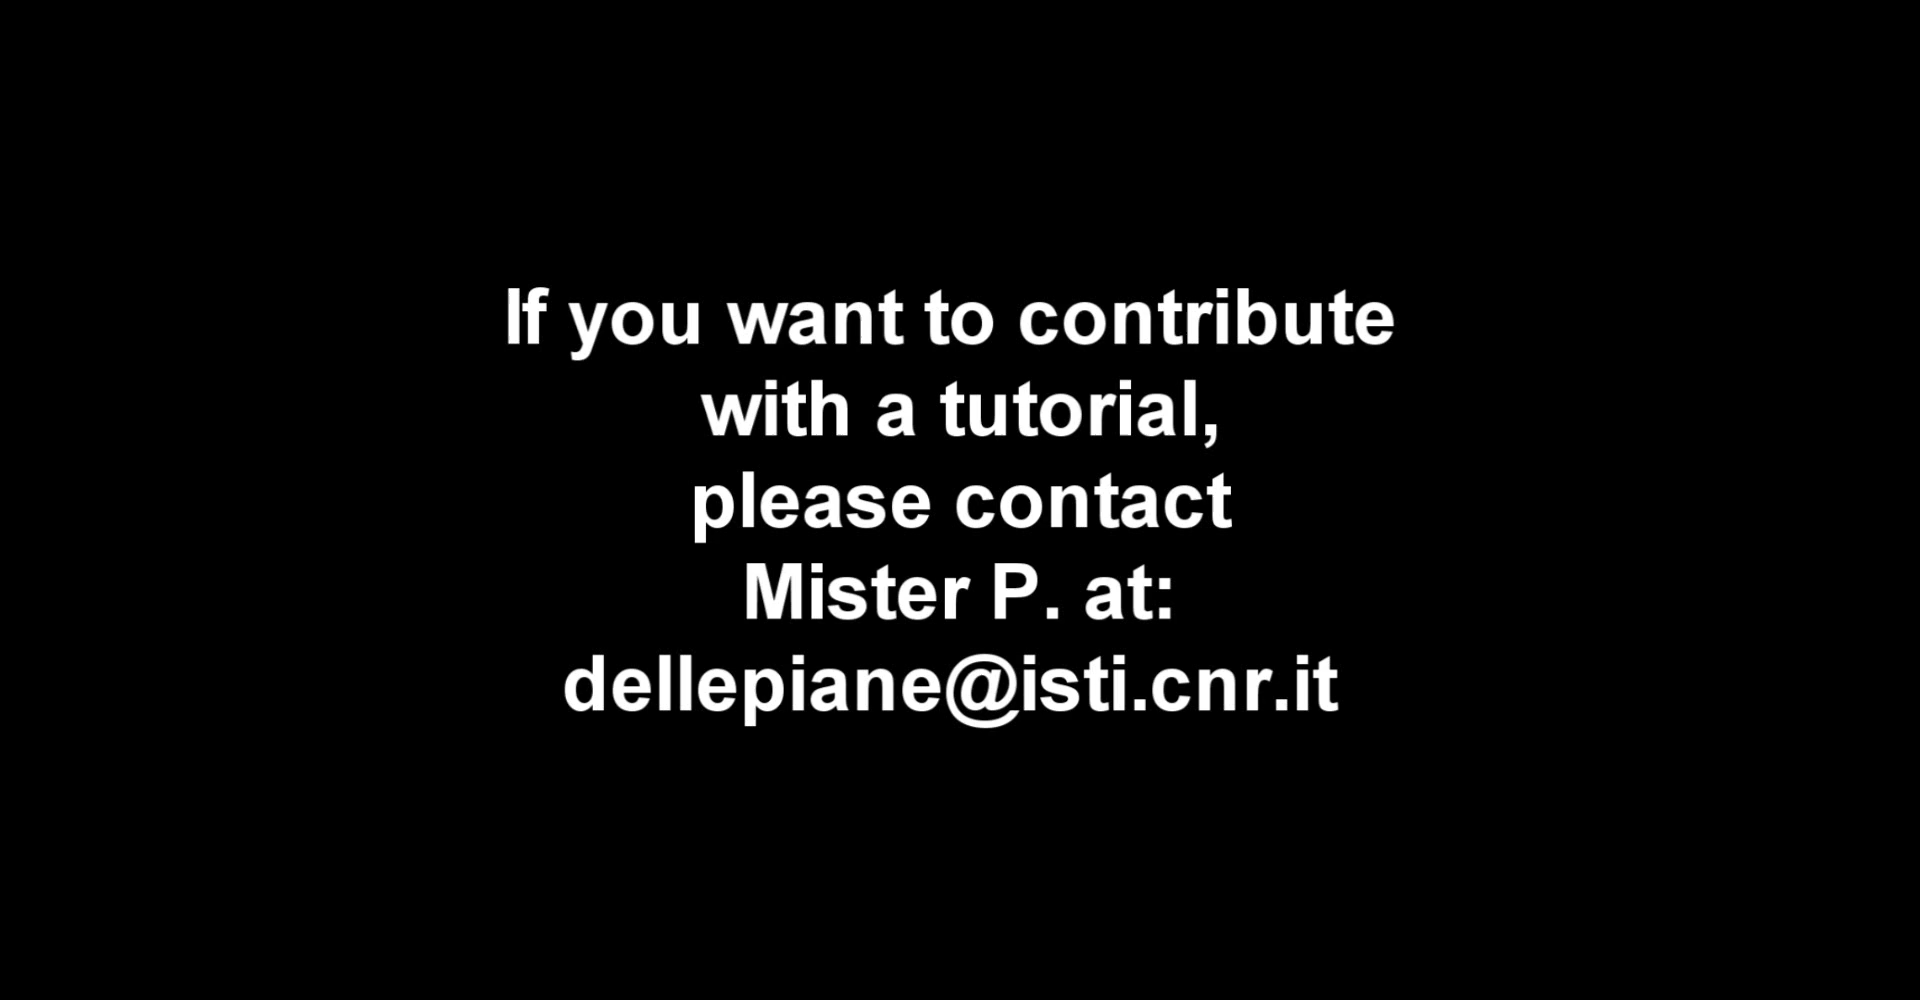 If you want to contribute
with a tutorial,
please contact
Mister P. at:
dellepiane@isti.cnr.it